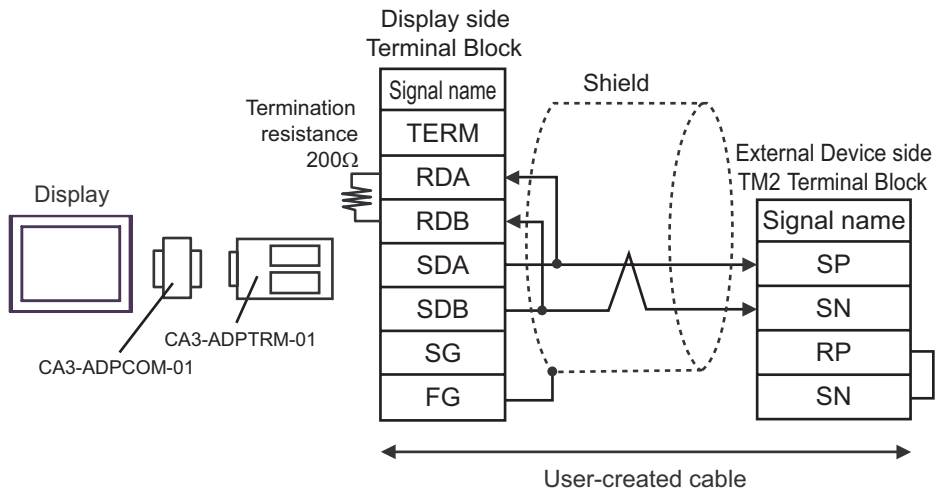 Display side
Terminal Block
Signal name
TERM
RDA
RDB
SDA
SDB
SG
FG
Termination
resistance
200Ω
Shield
External Device side
TM2 Terminal Block
Signal name
SP
SN
RP
SN
Display
CA3-ADPTRM-01
CA3-ADPCOM-01
User-created cable